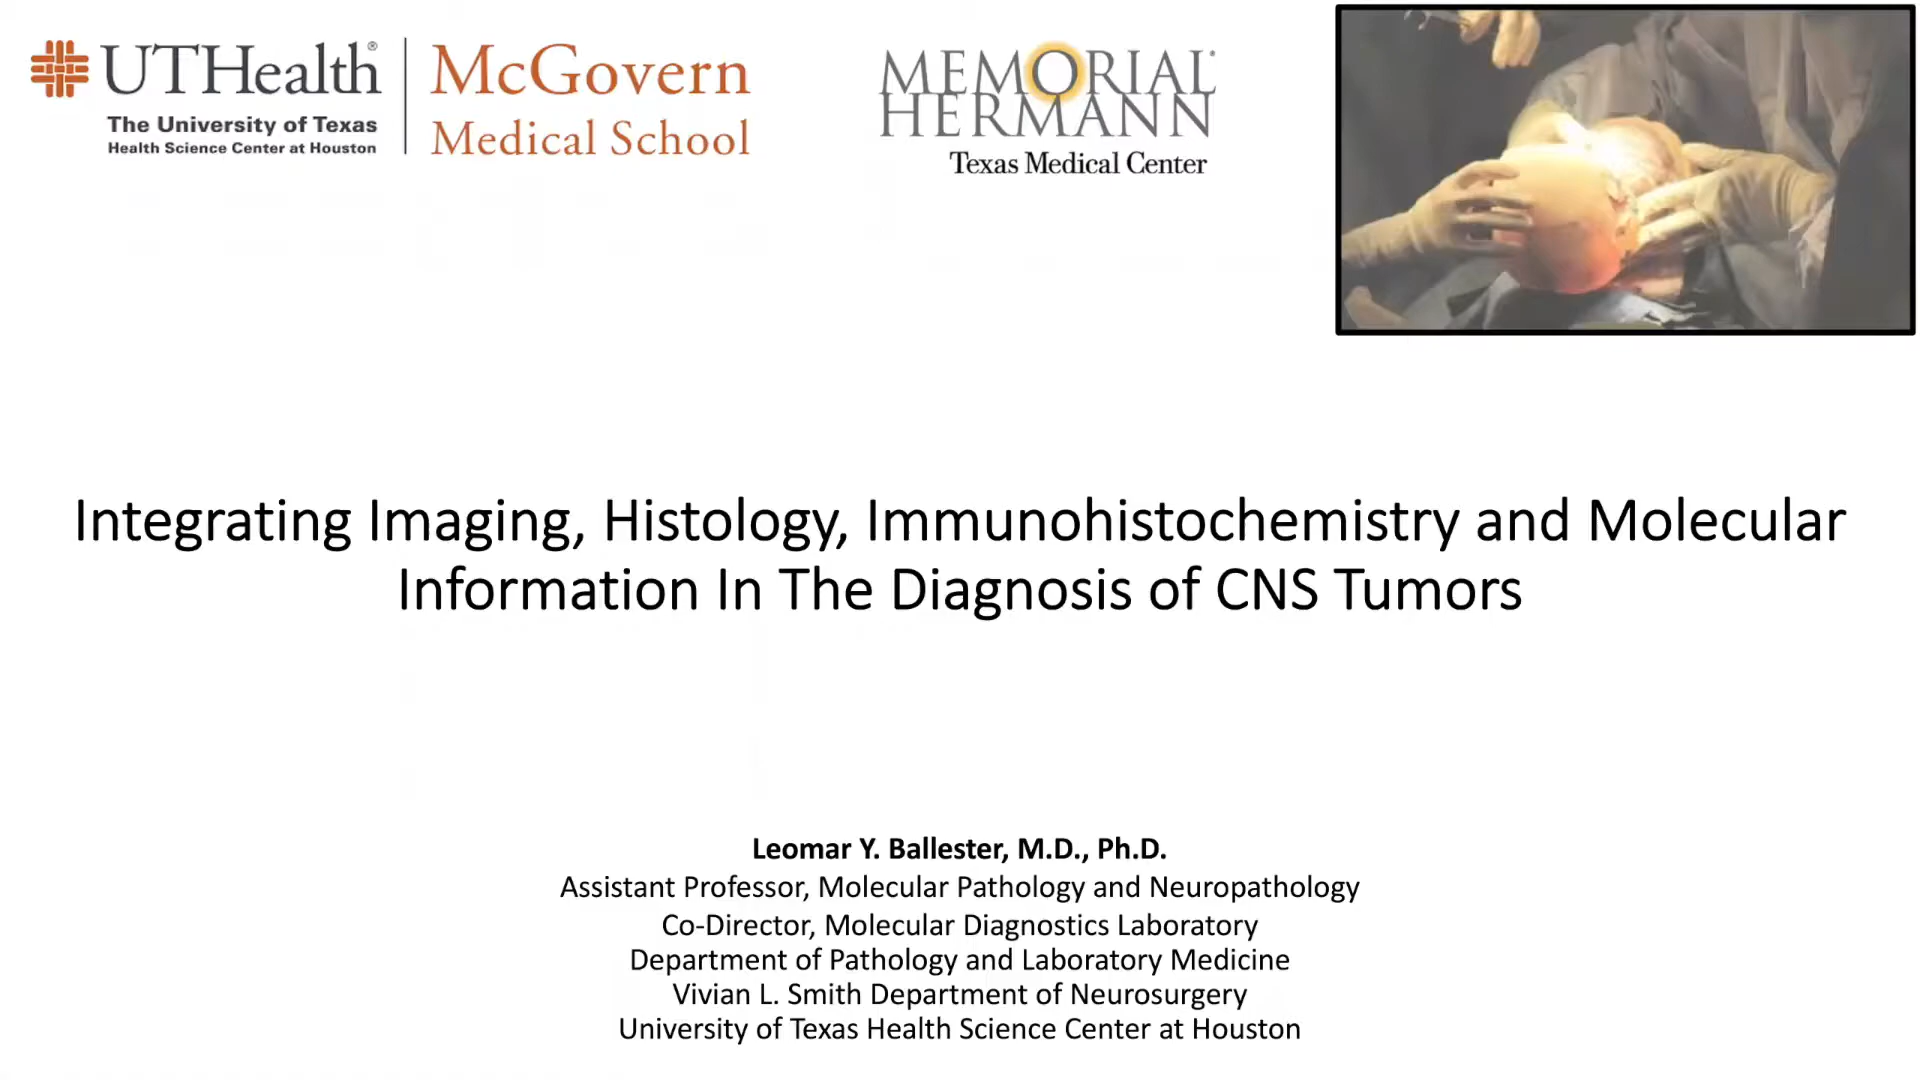 UTHealth®
The University of Texas
Health Science Center at Houston
McGovern
Medical School
MEMORIAL®
HERMANN
Texas Medical Center
Integrating Imaging, Histology, Immunohistochemistry and Molecular
Information In The Diagnosis of CNS Tumors
Leomar Y. Ballester, M.D., Ph.D.
Assistant Professor, Molecular Pathology and Neuropathology
Co-Director, Molecular Diagnostics Laboratory
Department of Pathology and Laboratory Medicine
Vivian L. Smith Department of Neurosurgery
University of Texas Health Science Center at Houston